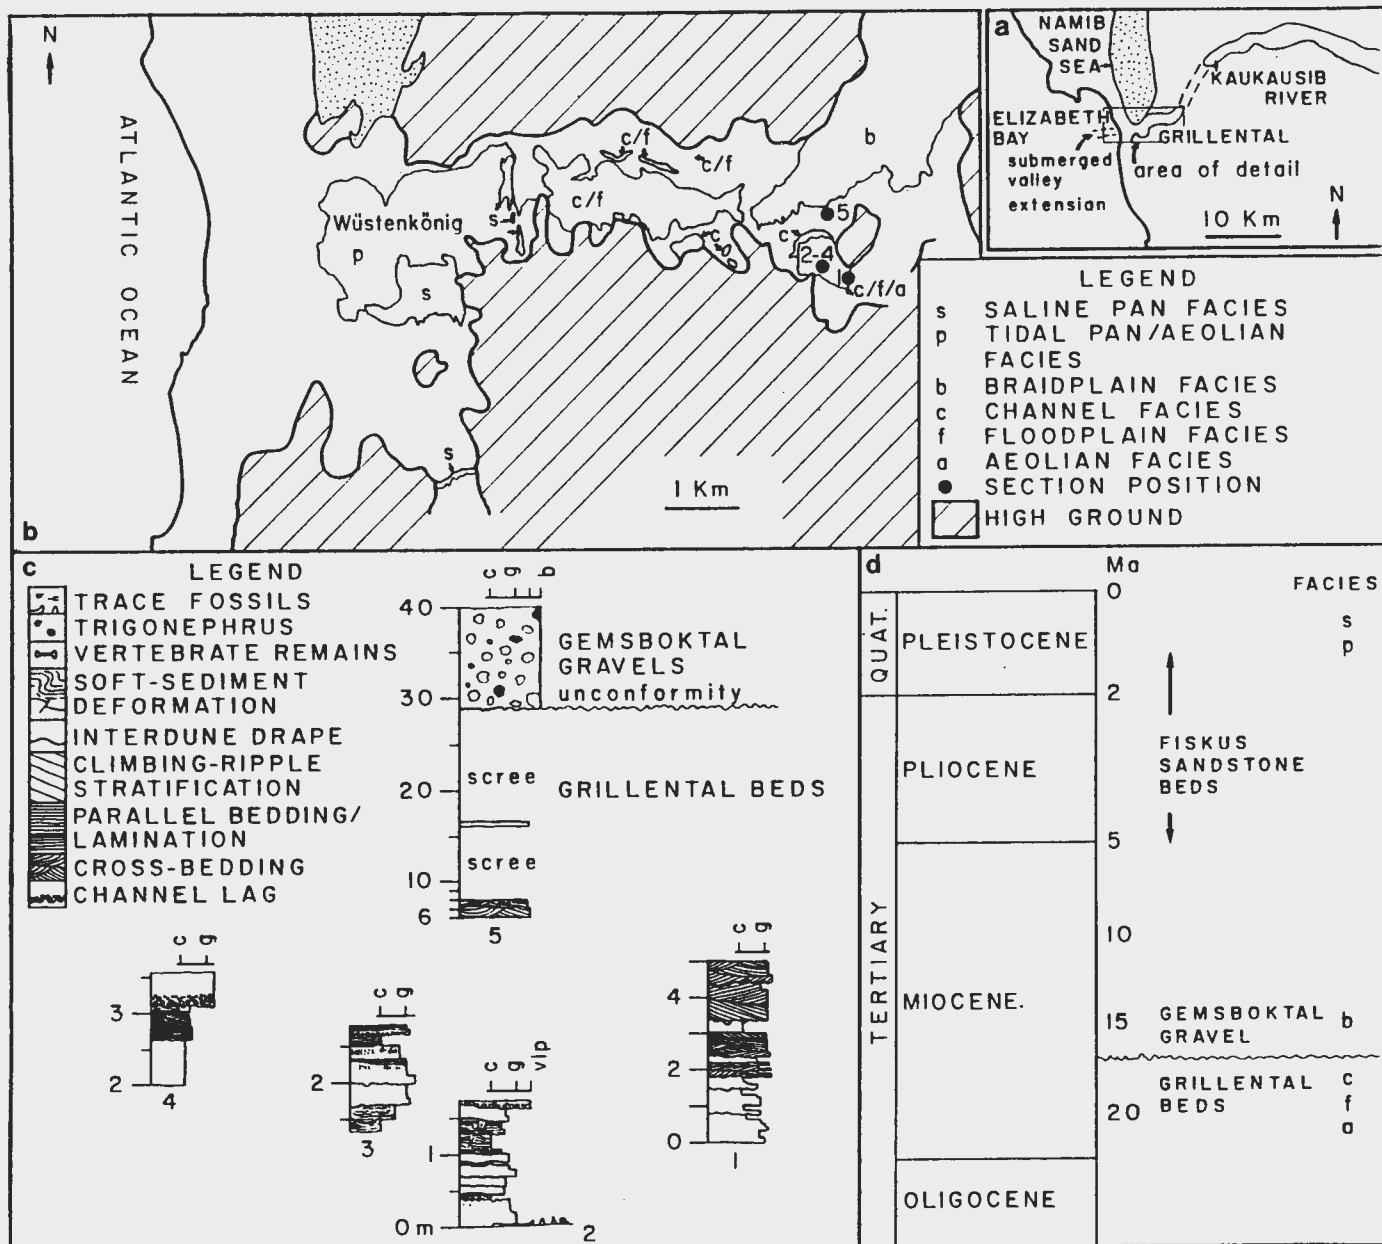 b
N
ATLANTIC OCEAN
Wüstenkönig
p
s
s
s
c/f
c/f
c/f
c
b
5
c
2-4
1
c/f/a
1 Km
a
NAMIB
SAND
SEA
KAUKAUSIB
RIVER
ELIZABETH
BAY
GRILLENTAL
submerged
valley
extension
area of detail
N
10 Km
LEGEND
s SALINE PAN FACIES
p TIDAL PAN/AEOLIAN
FACIES
b BRAIDPLAIN FACIES
c CHANNEL FACIES
f FLOODPLAIN FACIES
a AEOLIAN FACIES
SECTION POSITION
HIGH GROUND
c
LEGEND
TRACE FOSSILS
TRIGONEPHRUS
VERTEBRATE REMAINS
SOFT-SEDIMENT
DEFORMATION
INTERDUNE DRAPE
CLIMBING-RIPPLE
STRATIFICATION
PARALLEL BEDDING/
LAMINATION
CROSS-BEDDING
CHANNEL LAG
c g b
40
GEMSBOKTAL
GRAVELS
unconformity
30
scree
GRILLENTAL BEDS
20
scree
10
6
5
c g
3
2
4
c g
2
3
c g vlp
1
0 m
2
c g
4
2
0
1
d
Ma
FACIES
0
QUAT.
PLEISTOCENE
s
p
2
PLIOCENE
FISKUS
SANDSTONE
BEDS
5
TERTIARY
10
MIOCENE.
15
GEMSBOKTAL
GRAVEL
b
20
GRILLENTAL
BEDS
c
f
a
OLIGOCENE